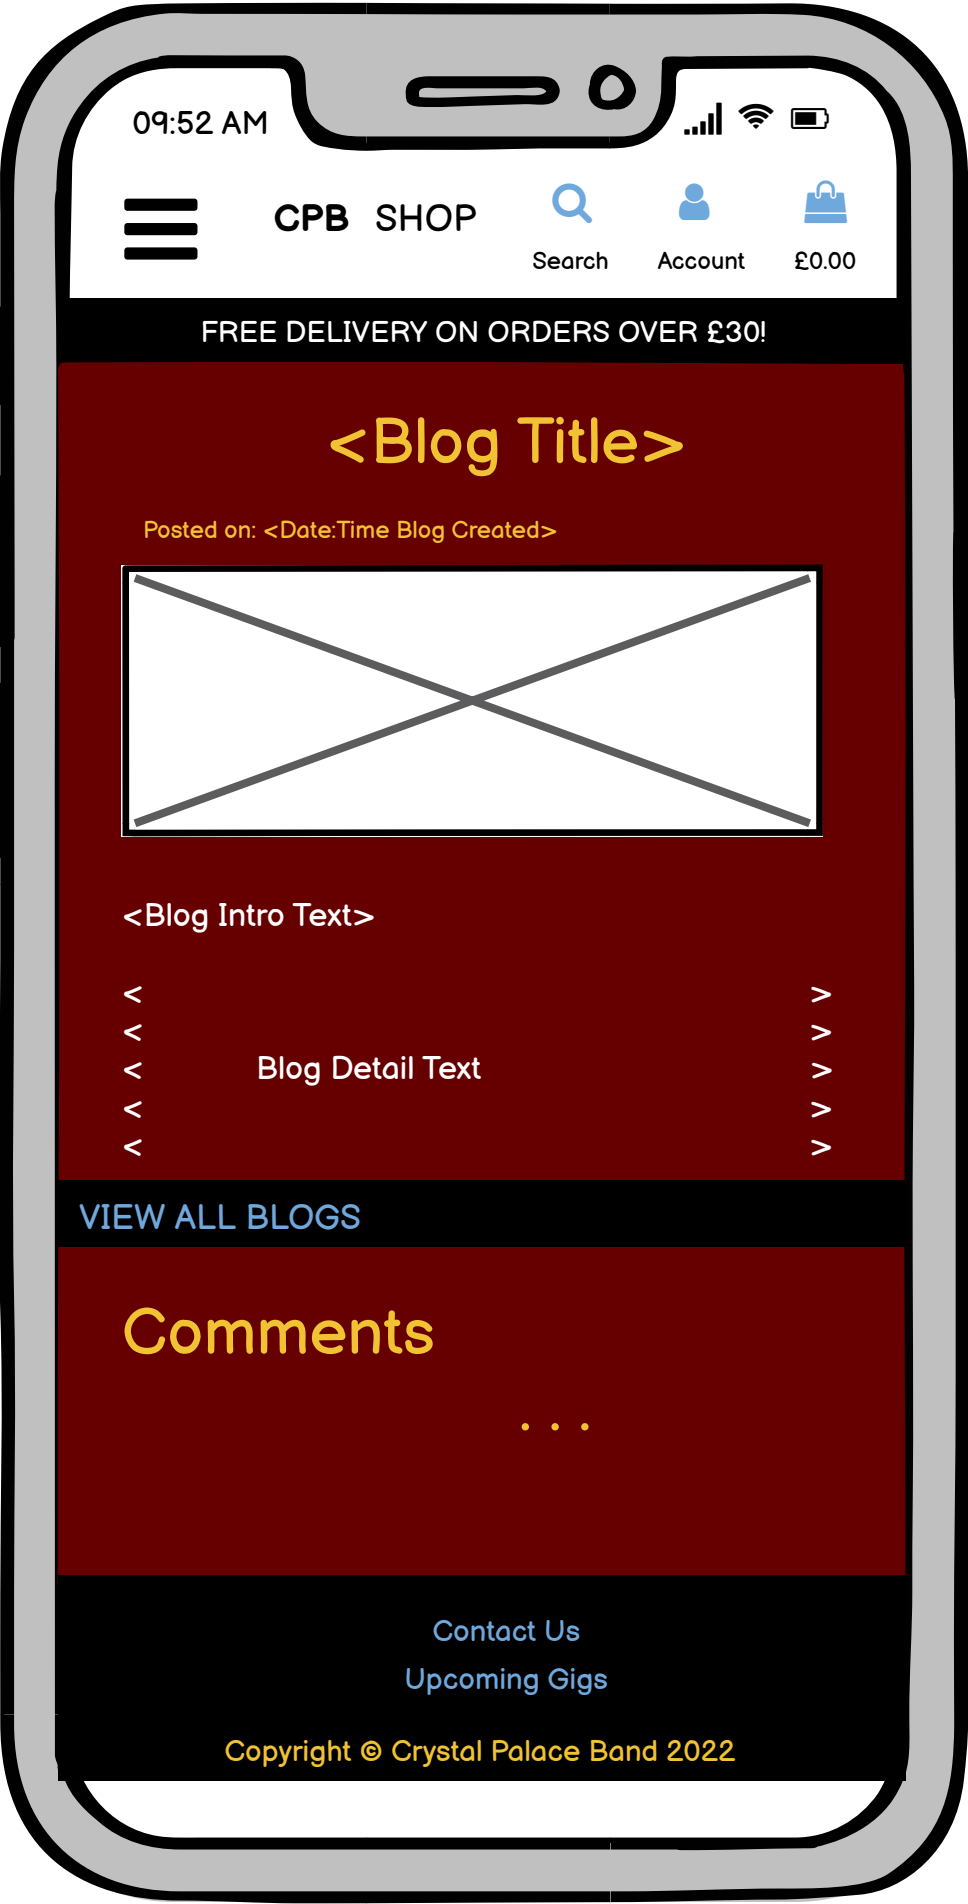 09:52 AM
CPB SHOP
Search Account £0.00
FREE DELIVERY ON ORDERS OVER £30!
<Blog Title>
Posted on: <Date:Time Blog Created>
<Blog Intro Text>
< >
< >
< Blog Detail Text >
< >
< >
VIEW ALL BLOGS
Comments
. . .
Contact Us
Upcoming Gigs
Copyright © Crystal Palace Band 2022